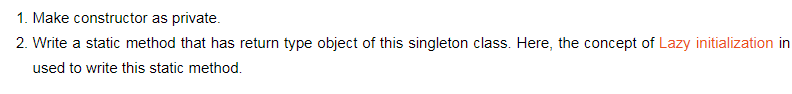 1. Make constructor as private.
2. Write a static method that has return type object of this singleton class. Here, the concept of Lazy initialization in
used to write this static method.